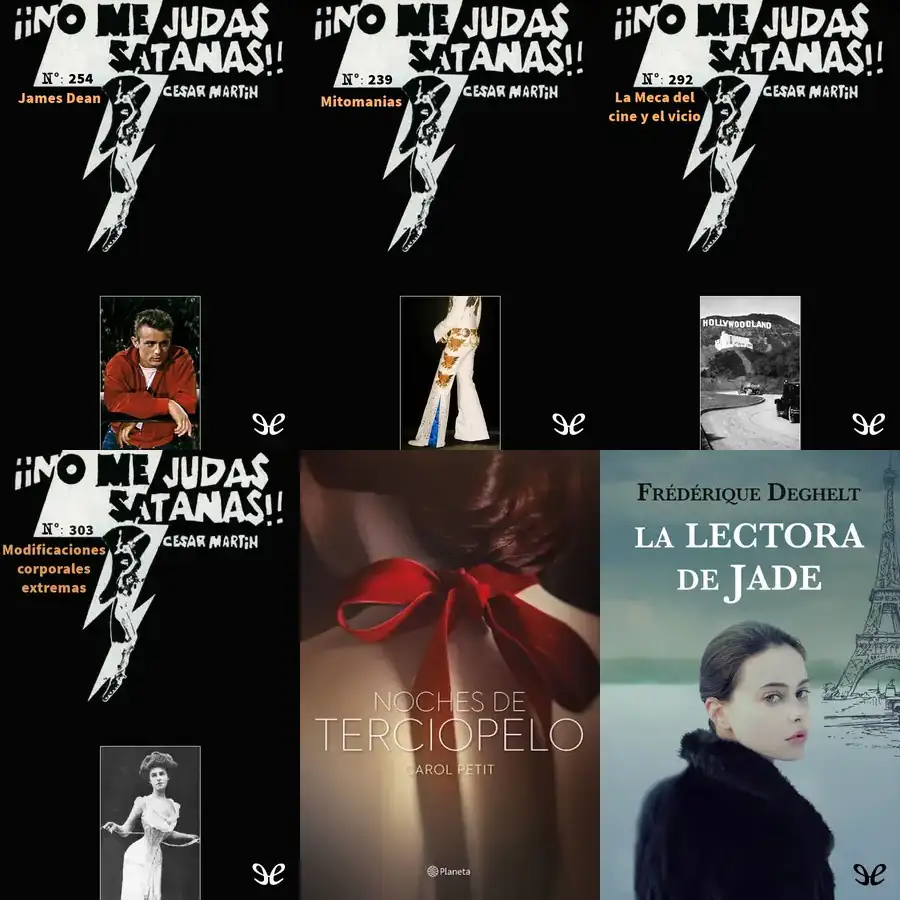 ¡¡NO ME JUDAS
SATANAS!!
Nº: 254
CESAR MARTIN
James Dean
¡¡NO ME JUDAS
SATANAS!!
Nº: 239
CESAR MARTIN
Mitomanias
¡¡NO ME JUDAS
SATANAS!!
Nº: 292
CESAR MARTIN
La Meca del
cine y el vicio
HOLLYWOODLAND
¡¡NO ME JUDAS
SATANAS!!
Nº: 303
CESAR MARTIN
Modificaciones
corporales
extremas
NOCHES DE
TERCIOPELO
CAROL PETIT
Planeta
FRÉDÉRIQUE DEGHELT
LA LECTORA
DE JADE